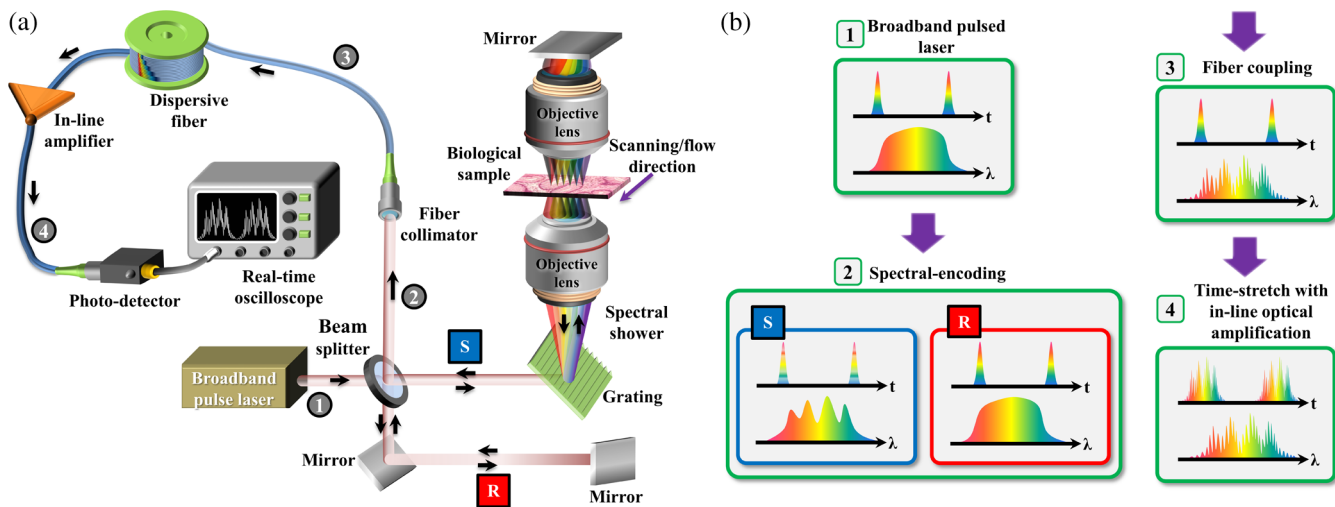 (a)
3
Dispersive
fiber
In-line
amplifier
4
Photo-detector
Real-time
oscilloscope
Fiber
collimator
2
Mirror
Objective
lens
Biological
sample
Scanning/flow
direction
Objective
lens
Spectral
shower
Grating
Beam
splitter
S
Broadband
pulse laser
1
Mirror
R
Mirror
(b)
1
Broadband pulsed
laser
t
λ
2
Spectral-encoding
S
t
λ
R
t
λ
3
Fiber coupling
t
λ
4
Time-stretch with
in-line optical
amplification
t
λ